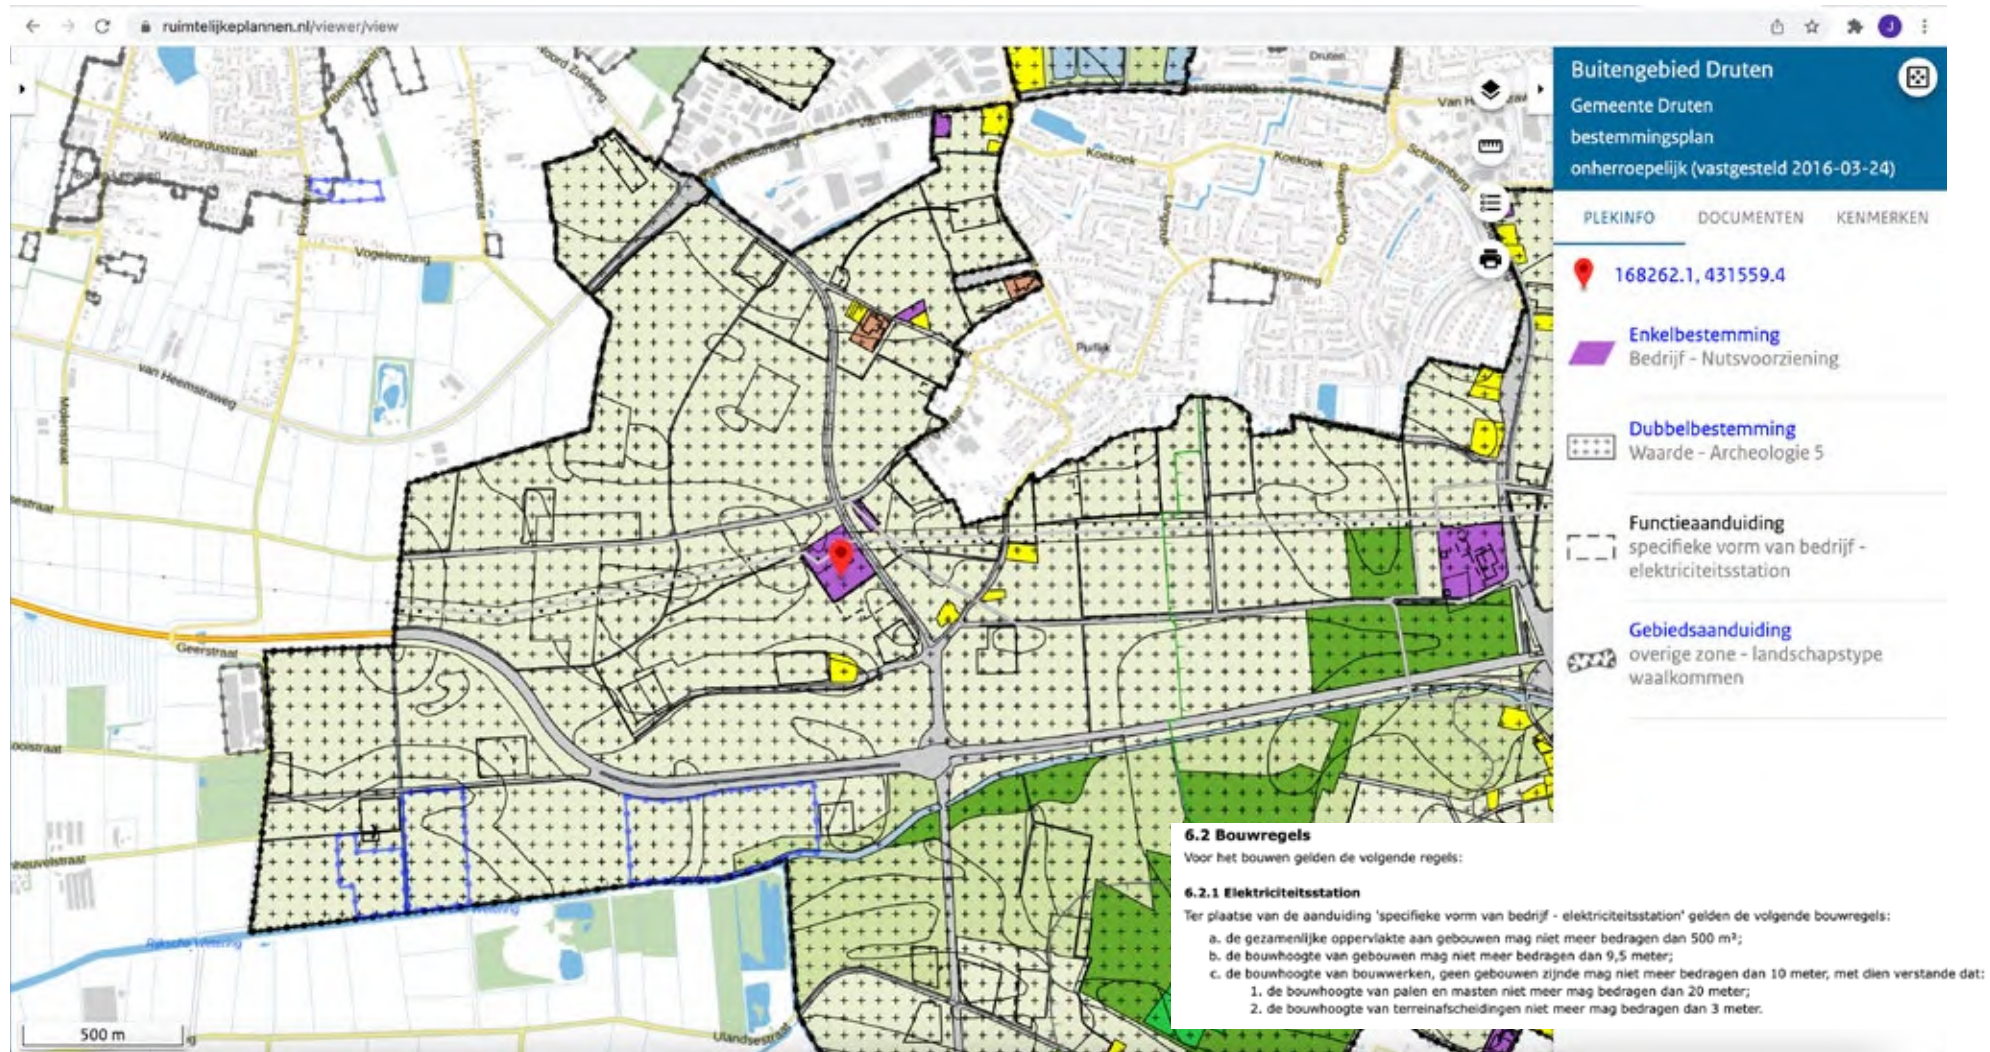 ruimtelijkeplannen.nl/viewer/view
J
Buitengebied Druten
Gemeente Druten
bestemmingsplan
onherroepelijk (vastgesteld 2016-03-24)
PLEKINFO DOCUMENTEN KENMERKEN
168262.1, 431559.4
Enkelbestemming
Bedrijf - Nutsvoorziening
Dubbelbestemming
Waarde - Archeologie 5
Functieaanduiding
specifieke vorm van bedrijf -
elektriciteitsstation
Gebiedsaanduiding
overige zone - landschapstype
waalkommen
Druten
Wilbrordusstraat
Kampsestraat
Vogelenzang
van Heemstraweg
Koekoek
Koekoek
Scharenburg
Koningsweg
Puiflijk
Geerstraat
Uilandsestraat
500 m
6.2 Bouwregels
Voor het bouwen gelden de volgende regels:
6.2.1 Elektriciteitsstation
Ter plaatse van de aanduiding 'specifieke vorm van bedrijf - elektriciteitsstation' gelden de volgende bouwregels:
a. de gezamenlijke oppervlakte aan gebouwen mag niet meer bedragen dan 500 m²;
b. de bouwhoogte van gebouwen mag niet meer bedragen dan 9,5 meter;
c. de bouwhoogte van bouwwerken, geen gebouwen zijnde mag niet meer bedragen dan 10 meter, met dien verstande dat:
1. de bouwhoogte van palen en masten niet meer mag bedragen dan 20 meter;
2. de bouwhoogte van terreinafscheidingen niet meer mag bedragen dan 3 meter.